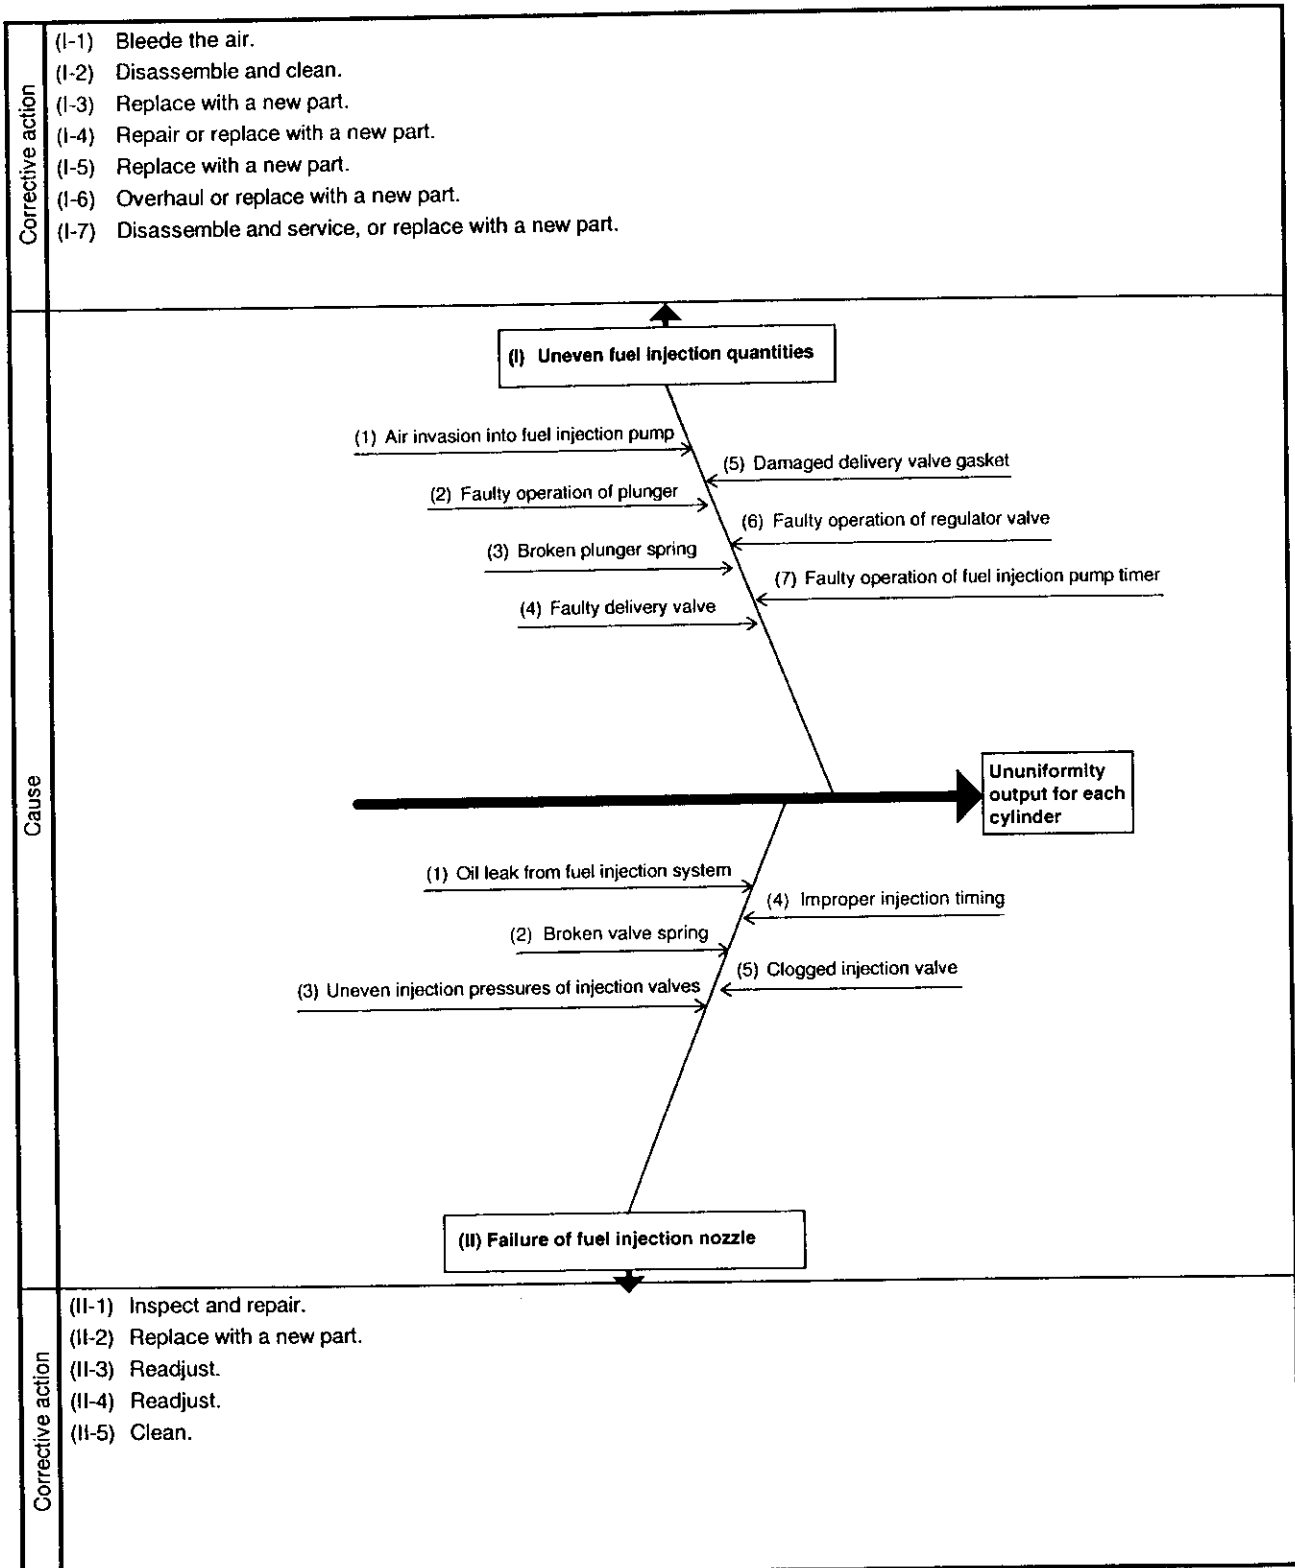 Corrective action
(I-1) Bleede the air.
(I-2) Disassemble and clean.
(I-3) Replace with a new part.
(I-4) Repair or replace with a new part.
(I-5) Replace with a new part.
(I-6) Overhaul or replace with a new part.
(I-7) Disassemble and service, or replace with a new part.
Cause
(I) Uneven fuel injection quantities
(1) Air invasion into fuel injection pump
(5) Damaged delivery valve gasket
(2) Faulty operation of plunger
(6) Faulty operation of regulator valve
(3) Broken plunger spring
(7) Faulty operation of fuel injection pump timer
(4) Faulty delivery valve
Ununiformity
output for each
cylinder
(1) Oil leak from fuel injection system
(4) Improper injection timing
(2) Broken valve spring
(5) Clogged injection valve
(3) Uneven injection pressures of injection valves
(II) Failure of fuel injection nozzle
Corrective action
(II-1) Inspect and repair.
(II-2) Replace with a new part.
(II-3) Readjust.
(II-4) Readjust.
(II-5) Clean.